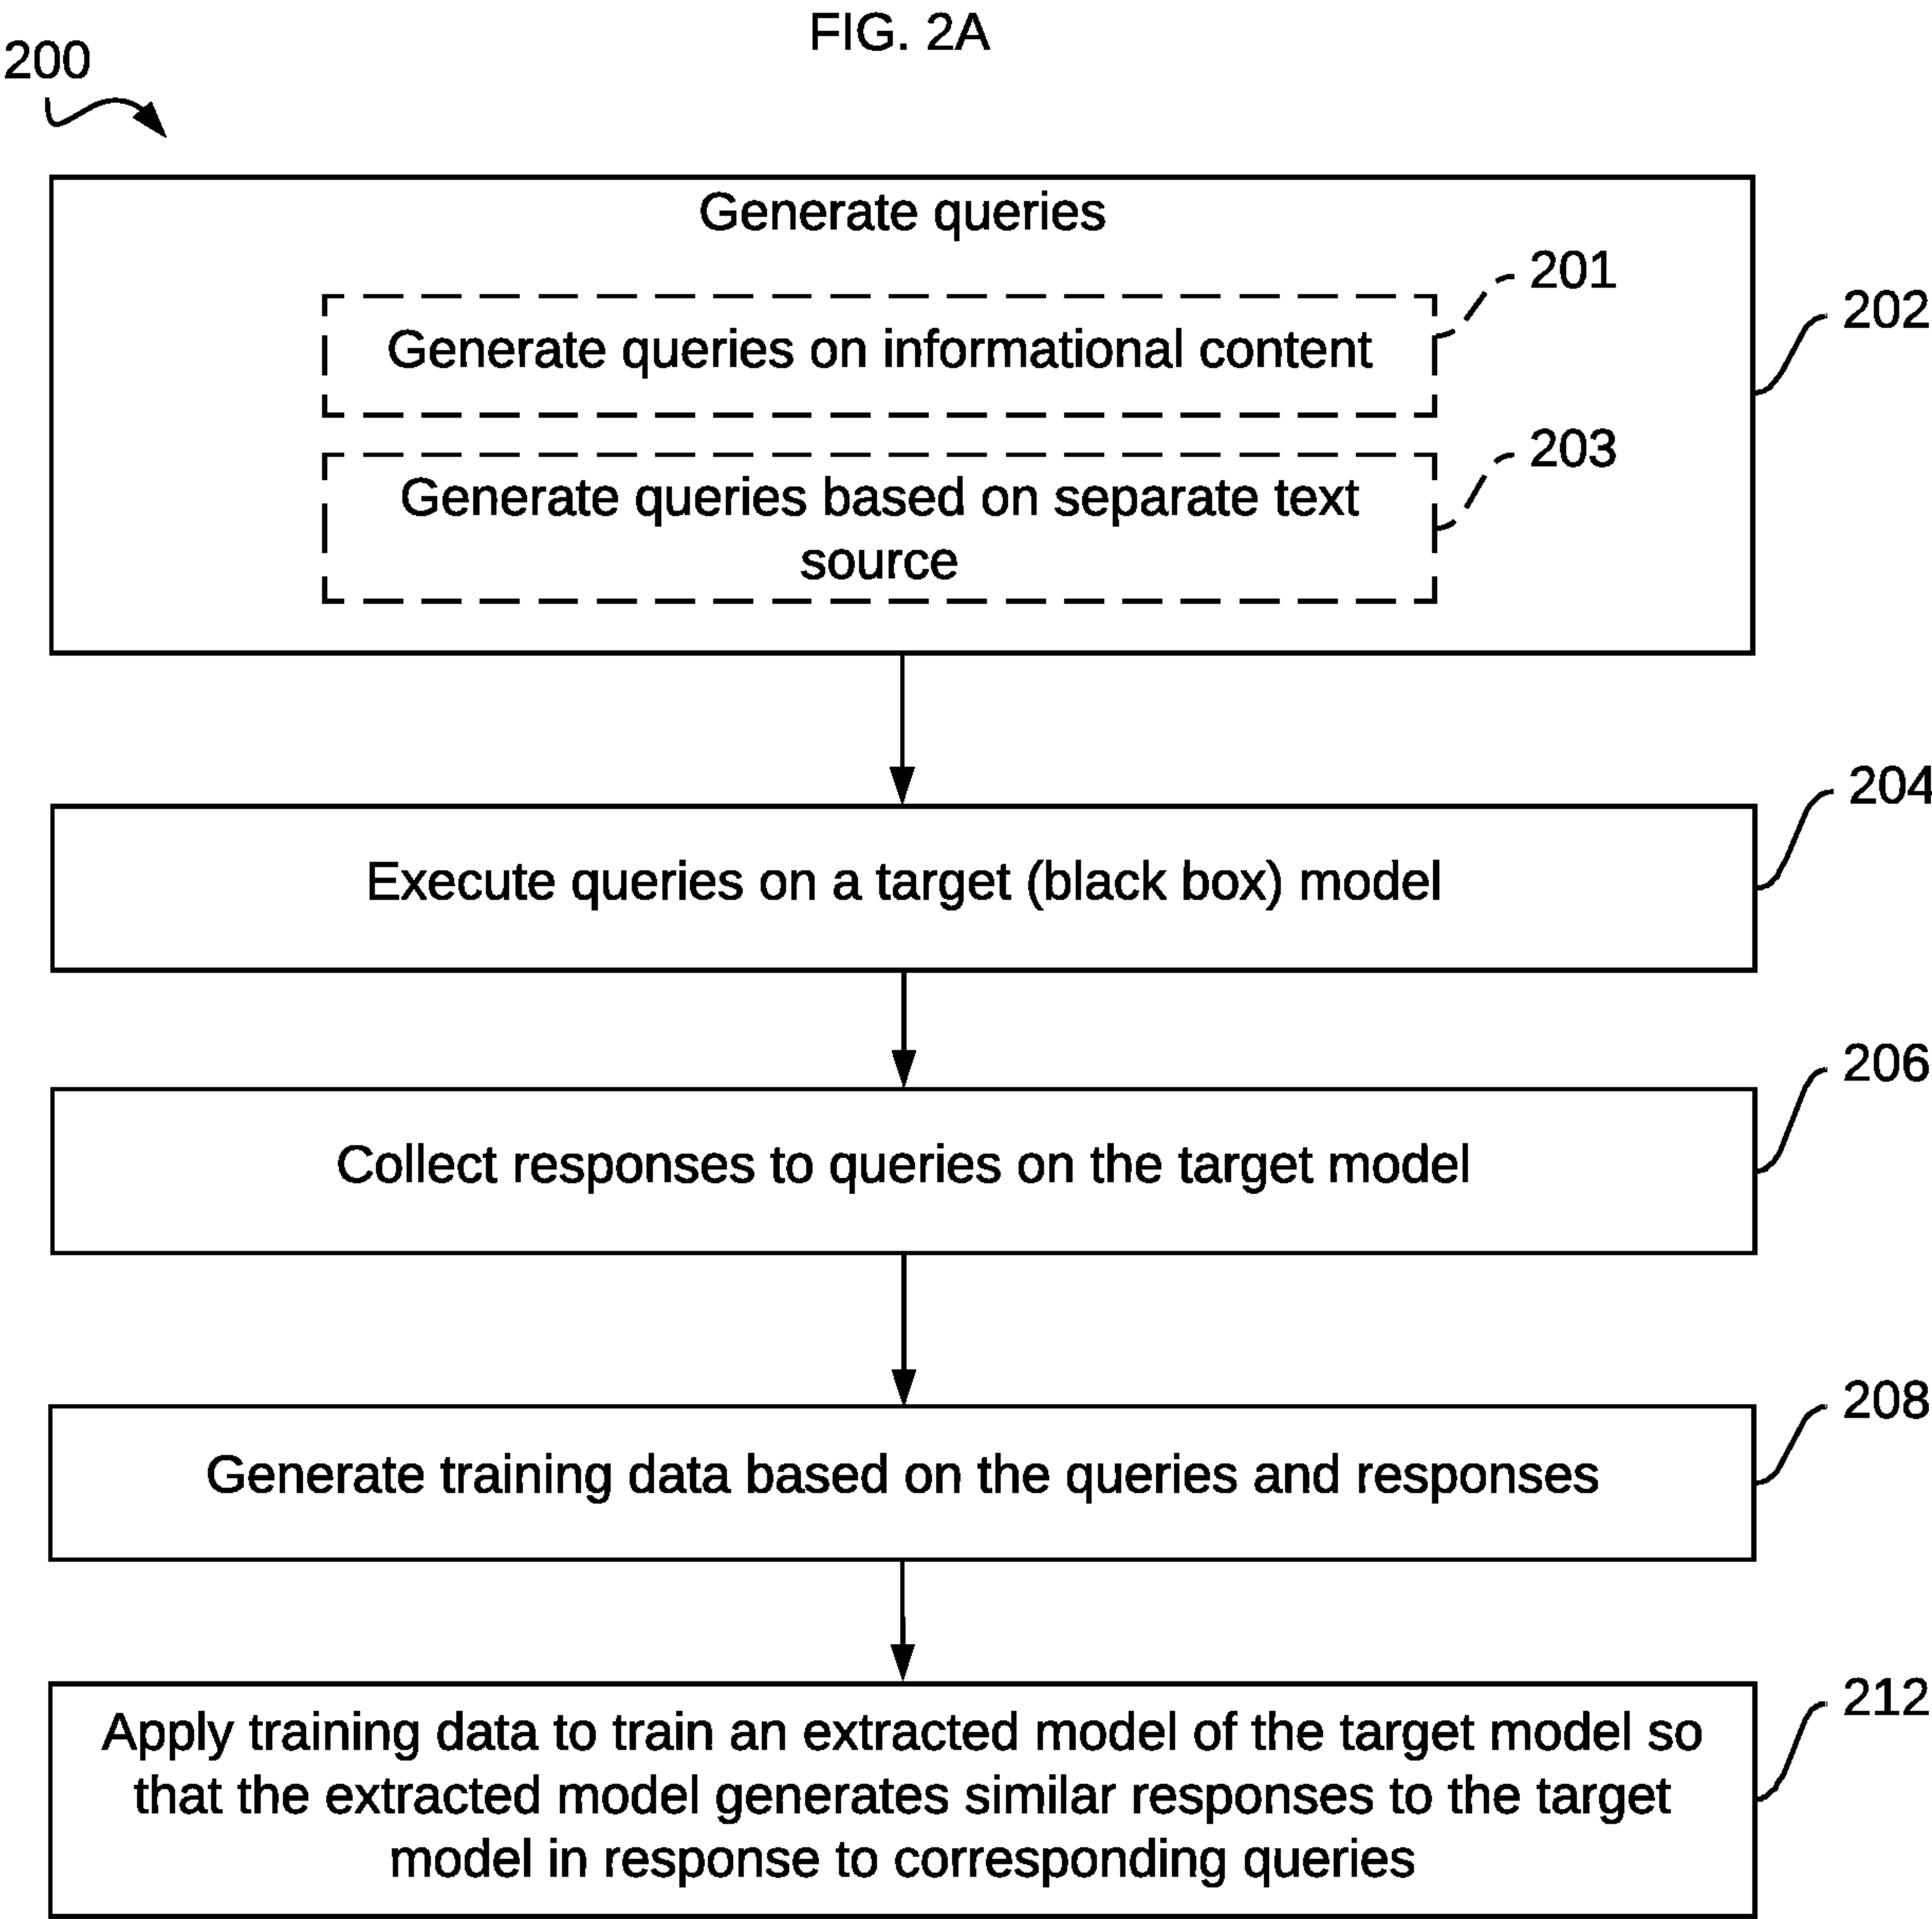 FIG. 2A
200
Generate queries
201
Generate queries on informational content
202
203
Generate queries based on separate text
source
204
Execute queries on a target (black box) model
206
Collect responses to queries on the target model
208
Generate training data based on the queries and responses
212
Apply training data to train an extracted model of the target model so
that the extracted model generates similar responses to the target
model in response to corresponding queries